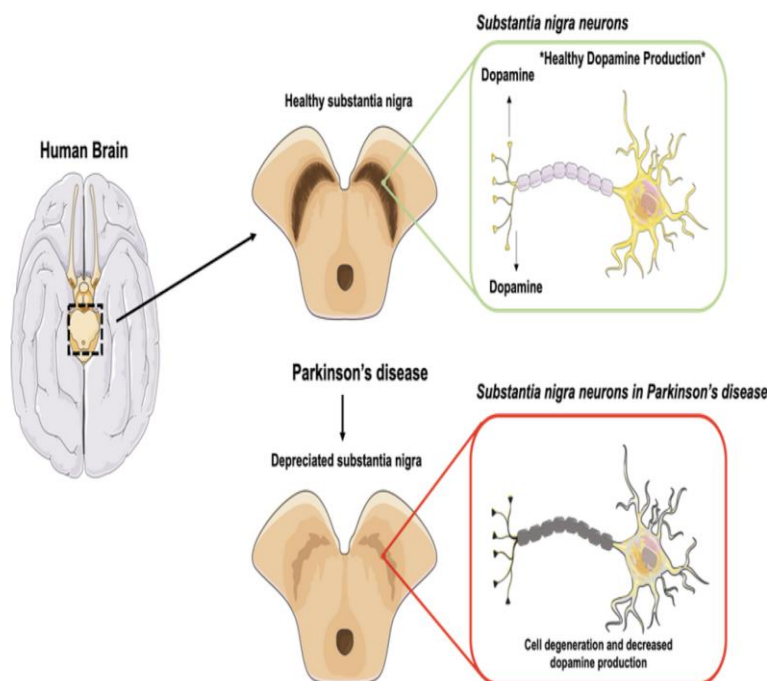 Substantia nigra neurons
*Healthy Dopamine Production*
Dopamine
Healthy substantia nigra
Human Brain
Dopamine
Parkinson's disease
Substantia nigra neurons in Parkinson's disease
Depreciated substantia nigra
Cell degeneration and decreased
dopamine production